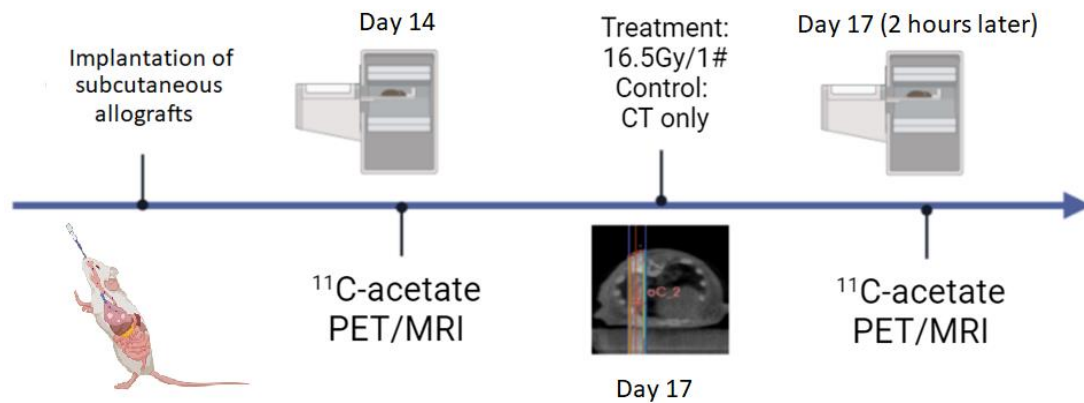 Implantation of
subcutaneous
allografts
Day 14
Treatment:
16.5Gy/1#
Control:
CT only
Day 17 (2 hours later)
¹¹C-acetate
PET/MRI
oC_2
Day 17
¹¹C-acetate
PET/MRI